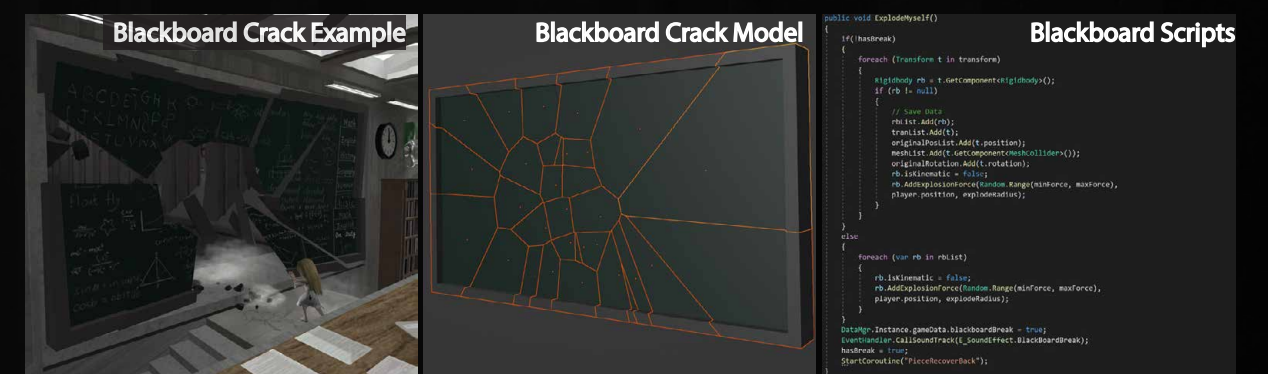 Blackboard Crack Example
ABCDEFGH
IJKLMNOPQ
float fly
Blackboard Crack Model
Blackboard Scripts
public void ExplodeMyself()
{
if(!hasBreak)
{
foreach (Transform t in transform)
{
Rigidbody rb = t.GetComponent<Rigidbody>();
if (rb != null)
{
// Save Data
rbList.Add(rb);
tranList.Add(t);
originalPosList.Add(t.position);
meshList.Add(t.GetComponent<MeshCollider>());
originalRotation.Add(t.rotation);
rb.isKinematic = false;
rb.AddExplosionForce(Random.Range(minForce, maxForce),
player.position, explodeRadius);
}
}
}
else
{
foreach (var rb in rbList)
{
rb.isKinematic = false;
rb.AddExplosionForce(Random.Range(minForce, maxForce),
player.position, explodeRadius);
}
}
DataMgr.Instance.gameData.blackboardBreak = true;
EventHandler.CallSoundTrack(E_SoundEffect.BlackBoardBreak);
hasBreak = true;
StartCoroutine("PieceRecoverBack");
}